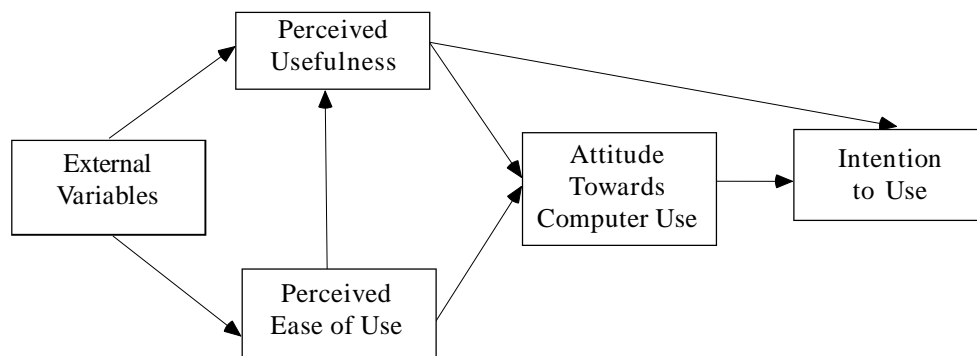 Perceived
Usefulness
External
Variables
Attitude
Towards
Computer Use
Intention
to Use
Perceived
Ease of Use